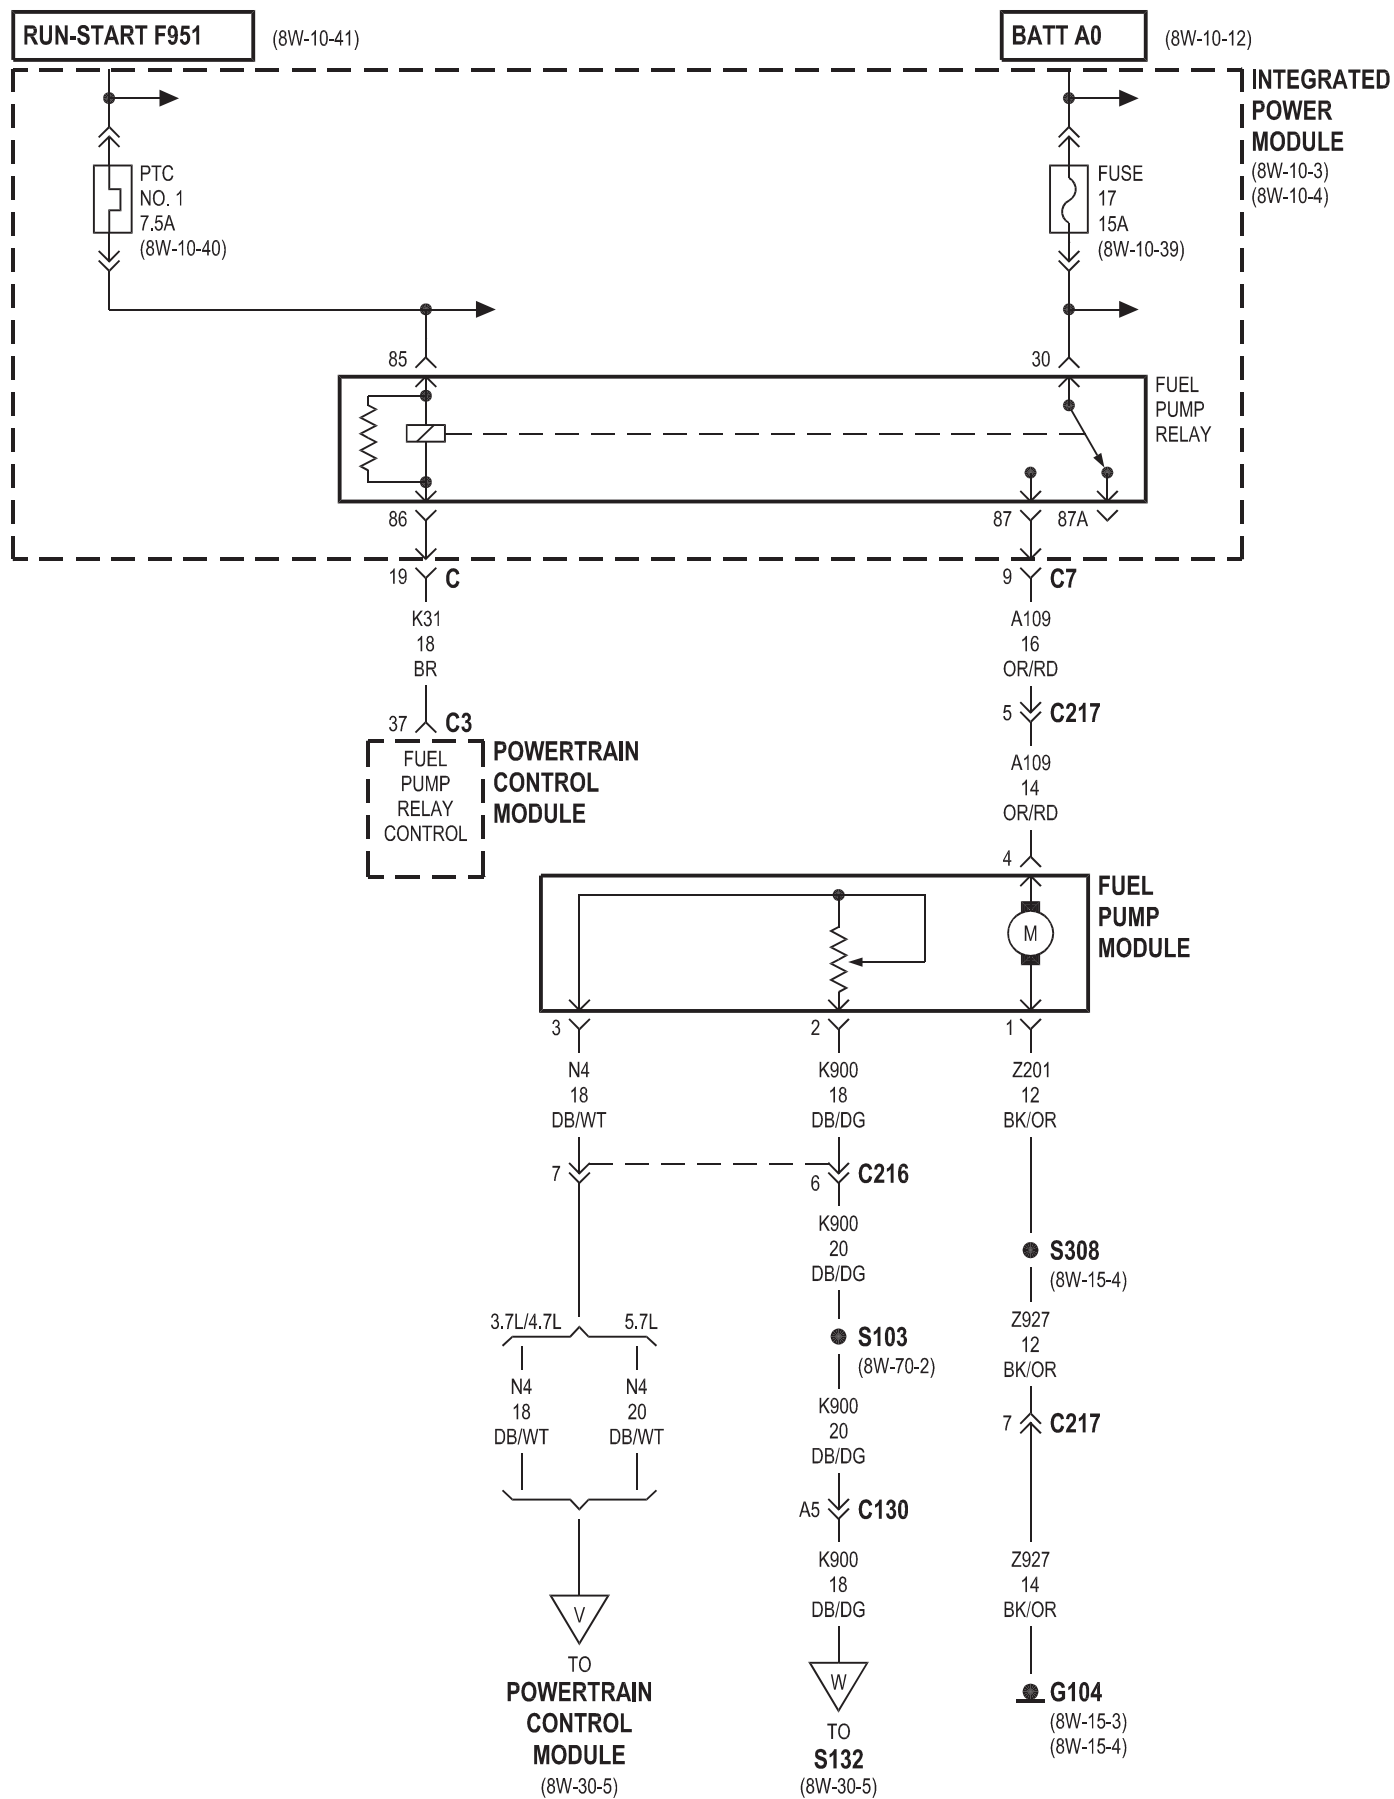 RUN-START F951
(8W-10-41)
BATT A0
(8W-10-12)
INTEGRATED
POWER
MODULE
(8W-10-3)
(8W-10-4)
PTC
NO. 1
7.5A
(8W-10-40)
FUSE
17
15A
(8W-10-39)
85
30
FUEL
PUMP
RELAY
86
87
87A
19
C
9
C7
K31
18
BR
A109
16
OR/RD
37
C3
5
C217
FUEL
PUMP
RELAY
CONTROL
POWERTRAIN
CONTROL
MODULE
A109
14
OR/RD
4
M
FUEL
PUMP
MODULE
3
2
1
N4
18
DB/WT
K900
18
DB/DG
Z201
12
BK/OR
7
6
C216
K900
20
DB/DG
S308
(8W-15-4)
3.7L/4.7L
5.7L
S103
(8W-70-2)
Z927
12
BK/OR
N4
18
DB/WT
N4
20
DB/WT
K900
20
DB/DG
7
C217
A5
C130
K900
18
DB/DG
Z927
14
BK/OR
V
TO
POWERTRAIN
CONTROL
MODULE
(8W-30-5)
W
TO
S132
(8W-30-5)
G104
(8W-15-3)
(8W-15-4)